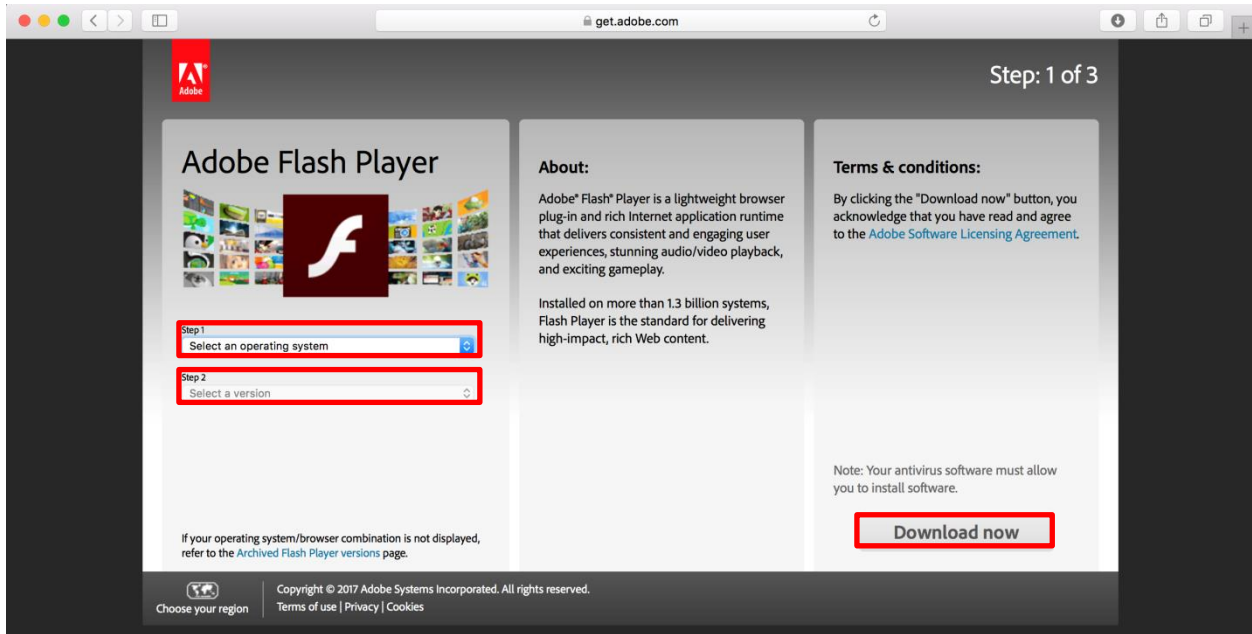 get.adobe.com
Adobe
Step: 1 of 3
Adobe Flash Player
Step 1
Select an operating system
Step 2
Select a version
If your operating system/browser combination is not displayed,
refer to the Archived Flash Player versions page.
About:
Adobe® Flash® Player is a lightweight browser
plug-in and rich Internet application runtime
that delivers consistent and engaging user
experiences, stunning audio/video playback,
and exciting gameplay.
Installed on more than 1.3 billion systems,
Flash Player is the standard for delivering
high-impact, rich Web content.
Terms & conditions:
By clicking the "Download now" button, you
acknowledge that you have read and agree
to the Adobe Software Licensing Agreement.
Note: Your antivirus software must allow
you to install software.
Download now
Choose your region
Copyright © 2017 Adobe Systems Incorporated. All rights reserved.
Terms of use | Privacy | Cookies